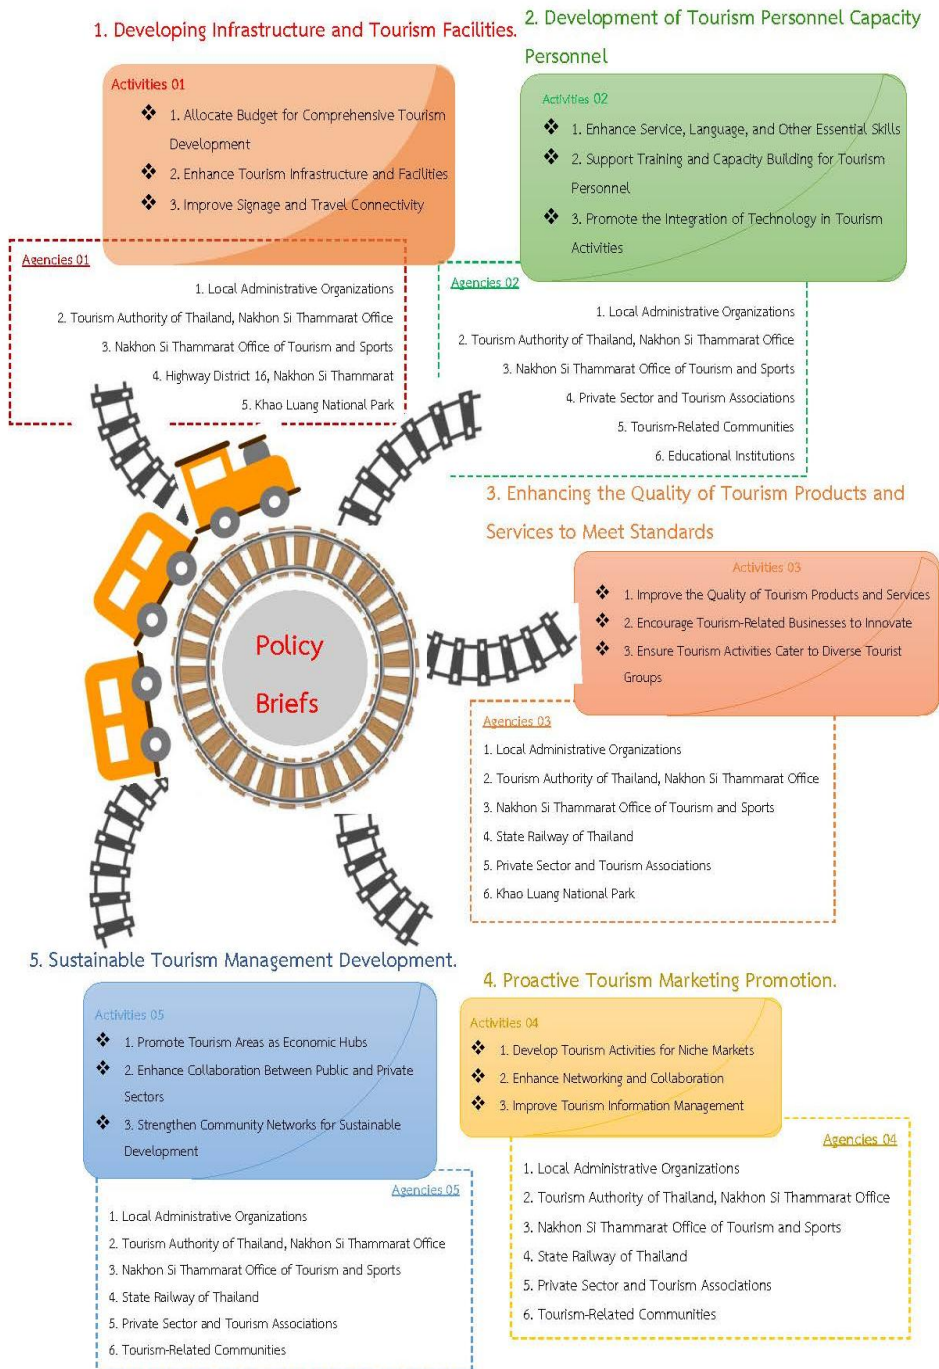 1. Developing Infrastructure and Tourism Facilities.
Activities 01
❖ 1. Allocate Budget for Comprehensive Tourism
Development
❖ 2. Enhance Tourism Infrastructure and Facilities
❖ 3. Improve Signage and Travel Connectivity
Agencies 01
1. Local Administrative Organizations
2. Tourism Authority of Thailand, Nakhon Si Thammarat Office
3. Nakhon Si Thammarat Office of Tourism and Sports
4. Highway District 16, Nakhon Si Thammarat
5. Khao Luang National Park
2. Development of Tourism Personnel Capacity
Personnel
Activities 02
❖ 1. Enhance Service, Language, and Other Essential Skills
❖ 2. Support Training and Capacity Building for Tourism
Personnel
❖ 3. Promote the Integration of Technology in Tourism
Activities
Agencies 02
1. Local Administrative Organizations
2. Tourism Authority of Thailand, Nakhon Si Thammarat Office
3. Nakhon Si Thammarat Office of Tourism and Sports
4. Private Sector and Tourism Associations
5. Tourism-Related Communities
6. Educational Institutions
Policy
Briefs
3. Enhancing the Quality of Tourism Products and
Services to Meet Standards
Activities 03
❖ 1. Improve the Quality of Tourism Products and Services
❖ 2. Encourage Tourism-Related Businesses to Innovate
❖ 3. Ensure Tourism Activities Cater to Diverse Tourist
Groups
Agencies 03
1. Local Administrative Organizations
2. Tourism Authority of Thailand, Nakhon Si Thammarat Office
3. Nakhon Si Thammarat Office of Tourism and Sports
4. State Railway of Thailand
5. Private Sector and Tourism Associations
6. Khao Luang National Park
4. Proactive Tourism Marketing Promotion.
Activities 04
❖ 1. Develop Tourism Activities for Niche Markets
❖ 2. Enhance Networking and Collaboration
❖ 3. Improve Tourism Information Management
Agencies 04
1. Local Administrative Organizations
2. Tourism Authority of Thailand, Nakhon Si Thammarat Office
3. Nakhon Si Thammarat Office of Tourism and Sports
4. State Railway of Thailand
5. Private Sector and Tourism Associations
6. Tourism-Related Communities
5. Sustainable Tourism Management Development.
Activities 05
❖ 1. Promote Tourism Areas as Economic Hubs
❖ 2. Enhance Collaboration Between Public and Private
Sectors
❖ 3. Strengthen Community Networks for Sustainable
Development
Agencies 05
1. Local Administrative Organizations
2. Tourism Authority of Thailand, Nakhon Si Thammarat Office
3. Nakhon Si Thammarat Office of Tourism and Sports
4. State Railway of Thailand
5. Private Sector and Tourism Associations
6. Tourism-Related Communities